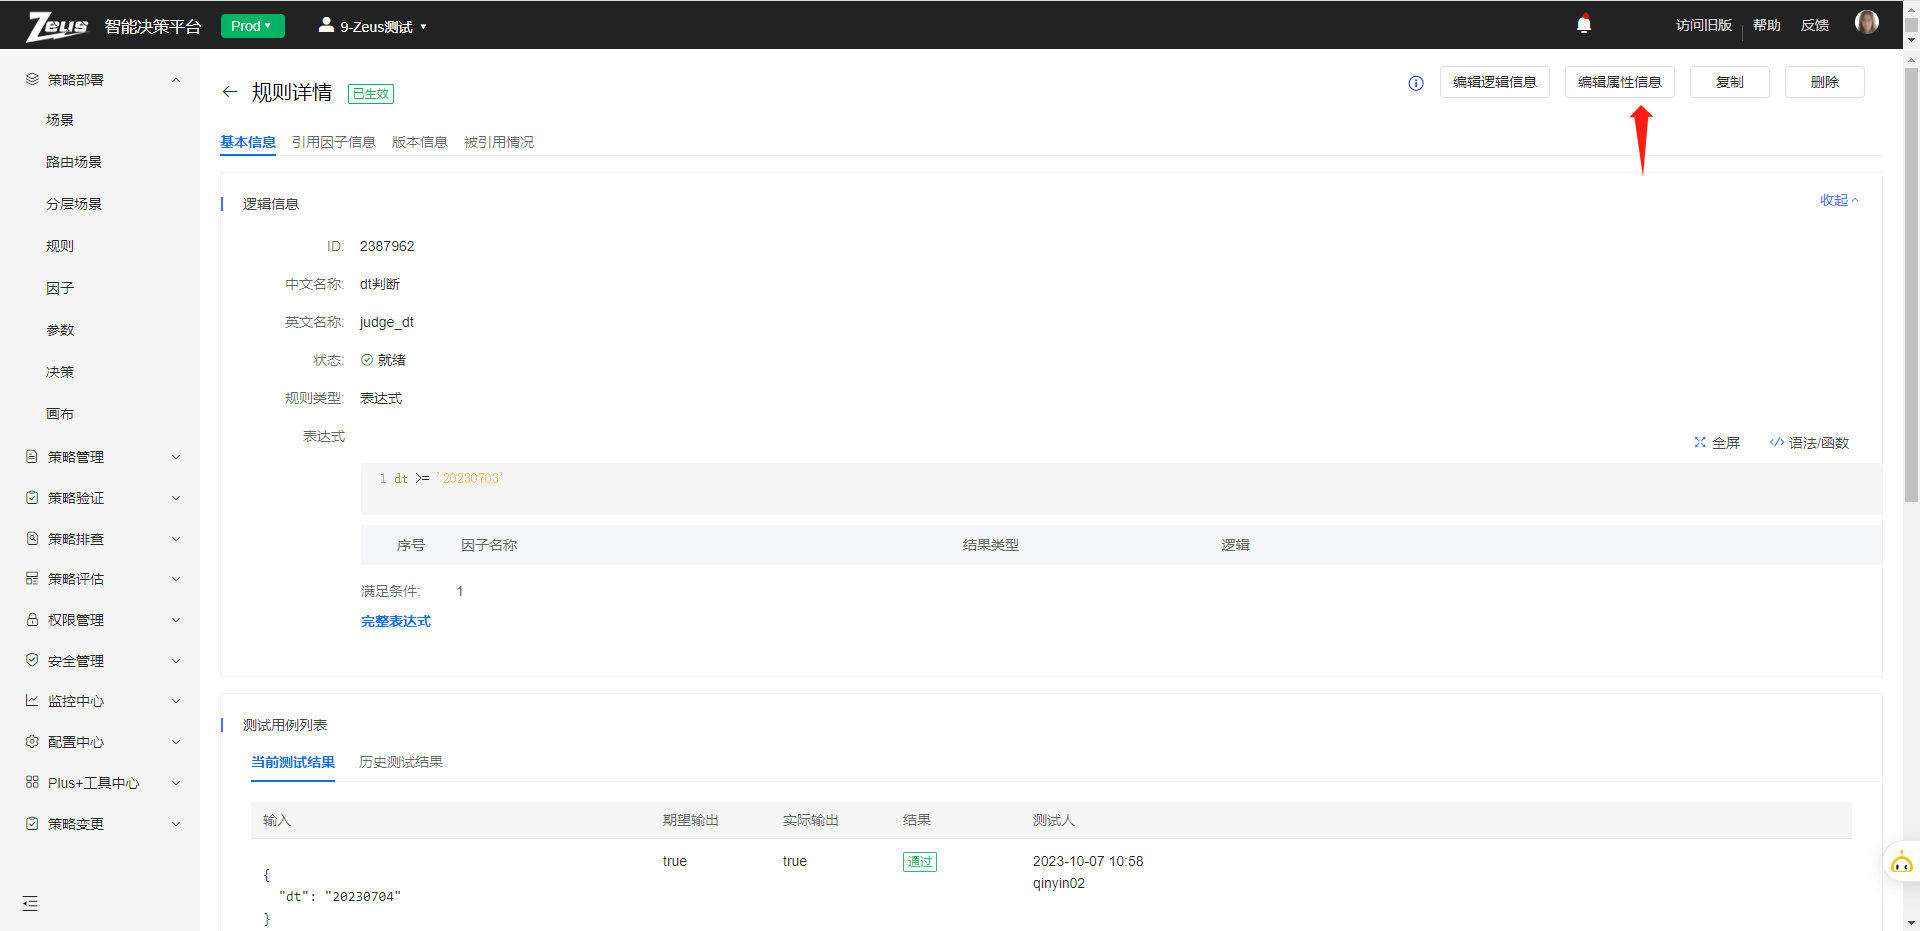 Zeus 智能决策平台 Prod 9-Zeus测试 访问旧版 帮助 反馈
策略部署
场景
路由场景
分层场景
规则
因子
参数
决策
画布
策略管理
策略验证
策略排查
策略评估
权限管理
安全管理
监控中心
配置中心
Plus+工具中心
策略变更
规则详情 已生效 编辑逻辑信息 编辑属性信息 复制 删除
基本信息 引用因子信息 版本信息 被引用情况
逻辑信息 收起
ID: 2387962
中文名称: dt判断
英文名称: judge_dt
状态: 就绪
规则类型: 表达式
表达式
全屏 </> 语法/函数
1 dt >= '20230703'
序号 因子名称 结果类型 逻辑
满足条件: 1
完整表达式
测试用例列表
当前测试结果 历史测试结果
输入 期望输出 实际输出 结果 测试人
true true 通过 2023-10-07 10:58
qinyin02
{
"dt": "20230704"
}